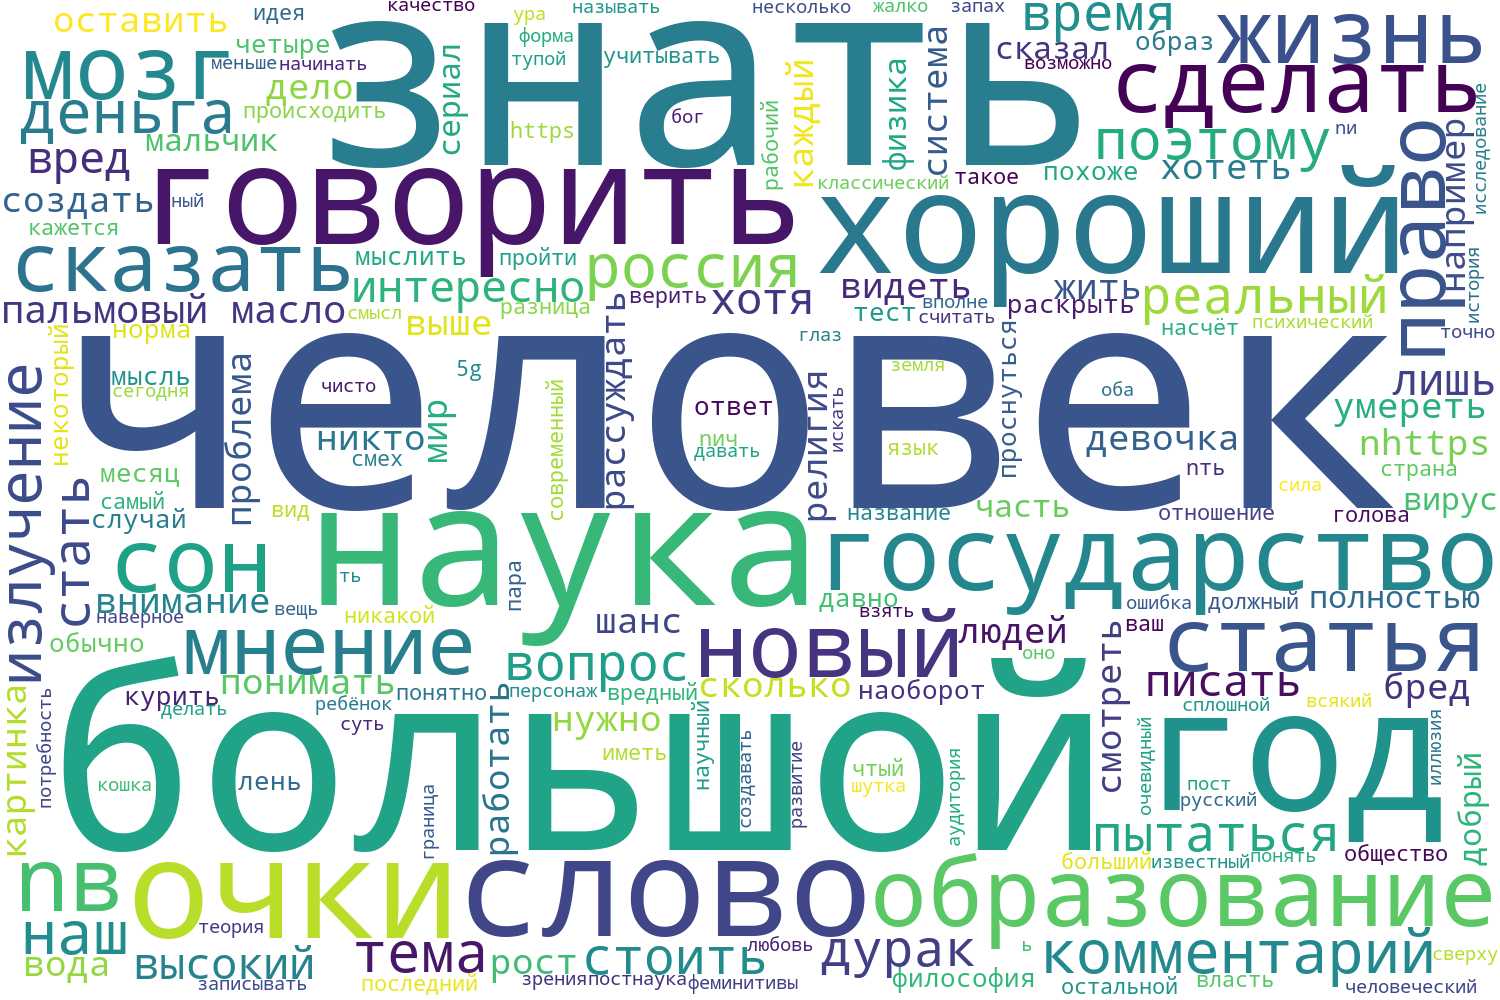 качество
ура
называть
несколько
жалко
запах
идея
оставить
знать
время
жизнь
форма
четыре
образ
сказал
тупой
учитывать
мозг
меньше
начинать
сериал
система
возможно
дело
сделать
каждый
физика
деньга
происходить
https
бог
рабочий
пи
поэтому
мальчик
вред
право
например
исследование
говорить
хороший
классический
такое
похоже
хотеть
создать
ный
кажется
сказать
мыслить
пройти
россия
интересно
верить
хотя
видеть
жить
реальный
история
пальмовый
масло
смысл
разница
вполне
раскрыть
норма
выше
тест
считать
насчёт
психический
точно
человек
глаз
рассуждать
проснуться
излучение
некоторый
мысль
сегодня
проблема
чисто
5g
современный
земля
оба
лишь
религия
искать
ответ
мир
никто
смех
nич
давать
язык
девочка
умереть
nhttps
месяц
nть
страна
стать
самый
случай
вид
сила
вирус
название
часть
отношение
голова
наука
государство
сон
ть
пара
внимание
вещь
никакой
давно
взять
ошибка
должный
полностью
наверное
обычно
шанс
людей
ваш
мнение
новый
статья
оно
вопрос
понимать
смотреть
писать
бред
курить
понятно
персонаж
вредный
сколько
наоборот
картинка
потребность
делать
ребёнок
суть
работать
нужно
научный
сплошной
всякий
большой
год
иметь
создавать
развитие
очевидный
иллюзия
кошка
лень
чтый
шутка
аудитория
пост
русский
добрый
граница
пытаться
больший
известный
понять
общество
nв
очки
слово
образование
наш
теория
тема
стоить
любовь
дурак
ь
комментарий
сверху
вода
высокий
рост
записывать
последний
зрения
постнаука
феминитивы
философия
остальной
власть
человеческий